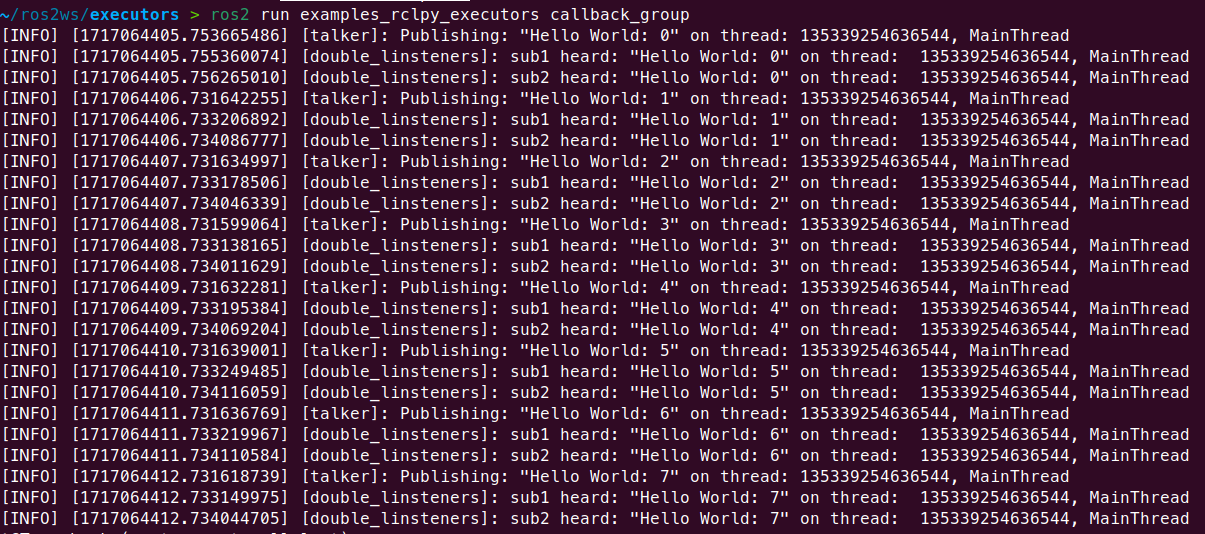 ~/ros2ws/executors > ros2 run examples_rclpy_executors callback_group
[INFO] [1717064405.753665486] [talker]: Publishing: "Hello World: 0" on thread: 135339254636544, MainThread
[INFO] [1717064405.755360074] [double_linsteners]: sub1 heard: "Hello World: 0" on thread:  135339254636544, MainThread
[INFO] [1717064405.756265010] [double_linsteners]: sub2 heard: "Hello World: 0" on thread:  135339254636544, MainThread
[INFO] [1717064406.731642255] [talker]: Publishing: "Hello World: 1" on thread: 135339254636544, MainThread
[INFO] [1717064406.733206892] [double_linsteners]: sub1 heard: "Hello World: 1" on thread:  135339254636544, MainThread
[INFO] [1717064406.734086777] [double_linsteners]: sub2 heard: "Hello World: 1" on thread:  135339254636544, MainThread
[INFO] [1717064407.731634997] [talker]: Publishing: "Hello World: 2" on thread: 135339254636544, MainThread
[INFO] [1717064407.733178506] [double_linsteners]: sub1 heard: "Hello World: 2" on thread:  135339254636544, MainThread
[INFO] [1717064407.734046339] [double_linsteners]: sub2 heard: "Hello World: 2" on thread:  135339254636544, MainThread
[INFO] [1717064408.731599064] [talker]: Publishing: "Hello World: 3" on thread: 135339254636544, MainThread
[INFO] [1717064408.733138165] [double_linsteners]: sub1 heard: "Hello World: 3" on thread:  135339254636544, MainThread
[INFO] [1717064408.734011629] [double_linsteners]: sub2 heard: "Hello World: 3" on thread:  135339254636544, MainThread
[INFO] [1717064409.731632281] [talker]: Publishing: "Hello World: 4" on thread: 135339254636544, MainThread
[INFO] [1717064409.733195384] [double_linsteners]: sub1 heard: "Hello World: 4" on thread:  135339254636544, MainThread
[INFO] [1717064409.734069204] [double_linsteners]: sub2 heard: "Hello World: 4" on thread:  135339254636544, MainThread
[INFO] [1717064410.731639001] [talker]: Publishing: "Hello World: 5" on thread: 135339254636544, MainThread
[INFO] [1717064410.733249485] [double_linsteners]: sub1 heard: "Hello World: 5" on thread:  135339254636544, MainThread
[INFO] [1717064410.734116059] [double_linsteners]: sub2 heard: "Hello World: 5" on thread:  135339254636544, MainThread
[INFO] [1717064411.731636769] [talker]: Publishing: "Hello World: 6" on thread: 135339254636544, MainThread
[INFO] [1717064411.733219967] [double_linsteners]: sub1 heard: "Hello World: 6" on thread:  135339254636544, MainThread
[INFO] [1717064411.734110584] [double_linsteners]: sub2 heard: "Hello World: 6" on thread:  135339254636544, MainThread
[INFO] [1717064412.731618739] [talker]: Publishing: "Hello World: 7" on thread: 135339254636544, MainThread
[INFO] [1717064412.733149975] [double_linsteners]: sub1 heard: "Hello World: 7" on thread:  135339254636544, MainThread
[INFO] [1717064412.734044705] [double_linsteners]: sub2 heard: "Hello World: 7" on thread:  135339254636544, MainThread